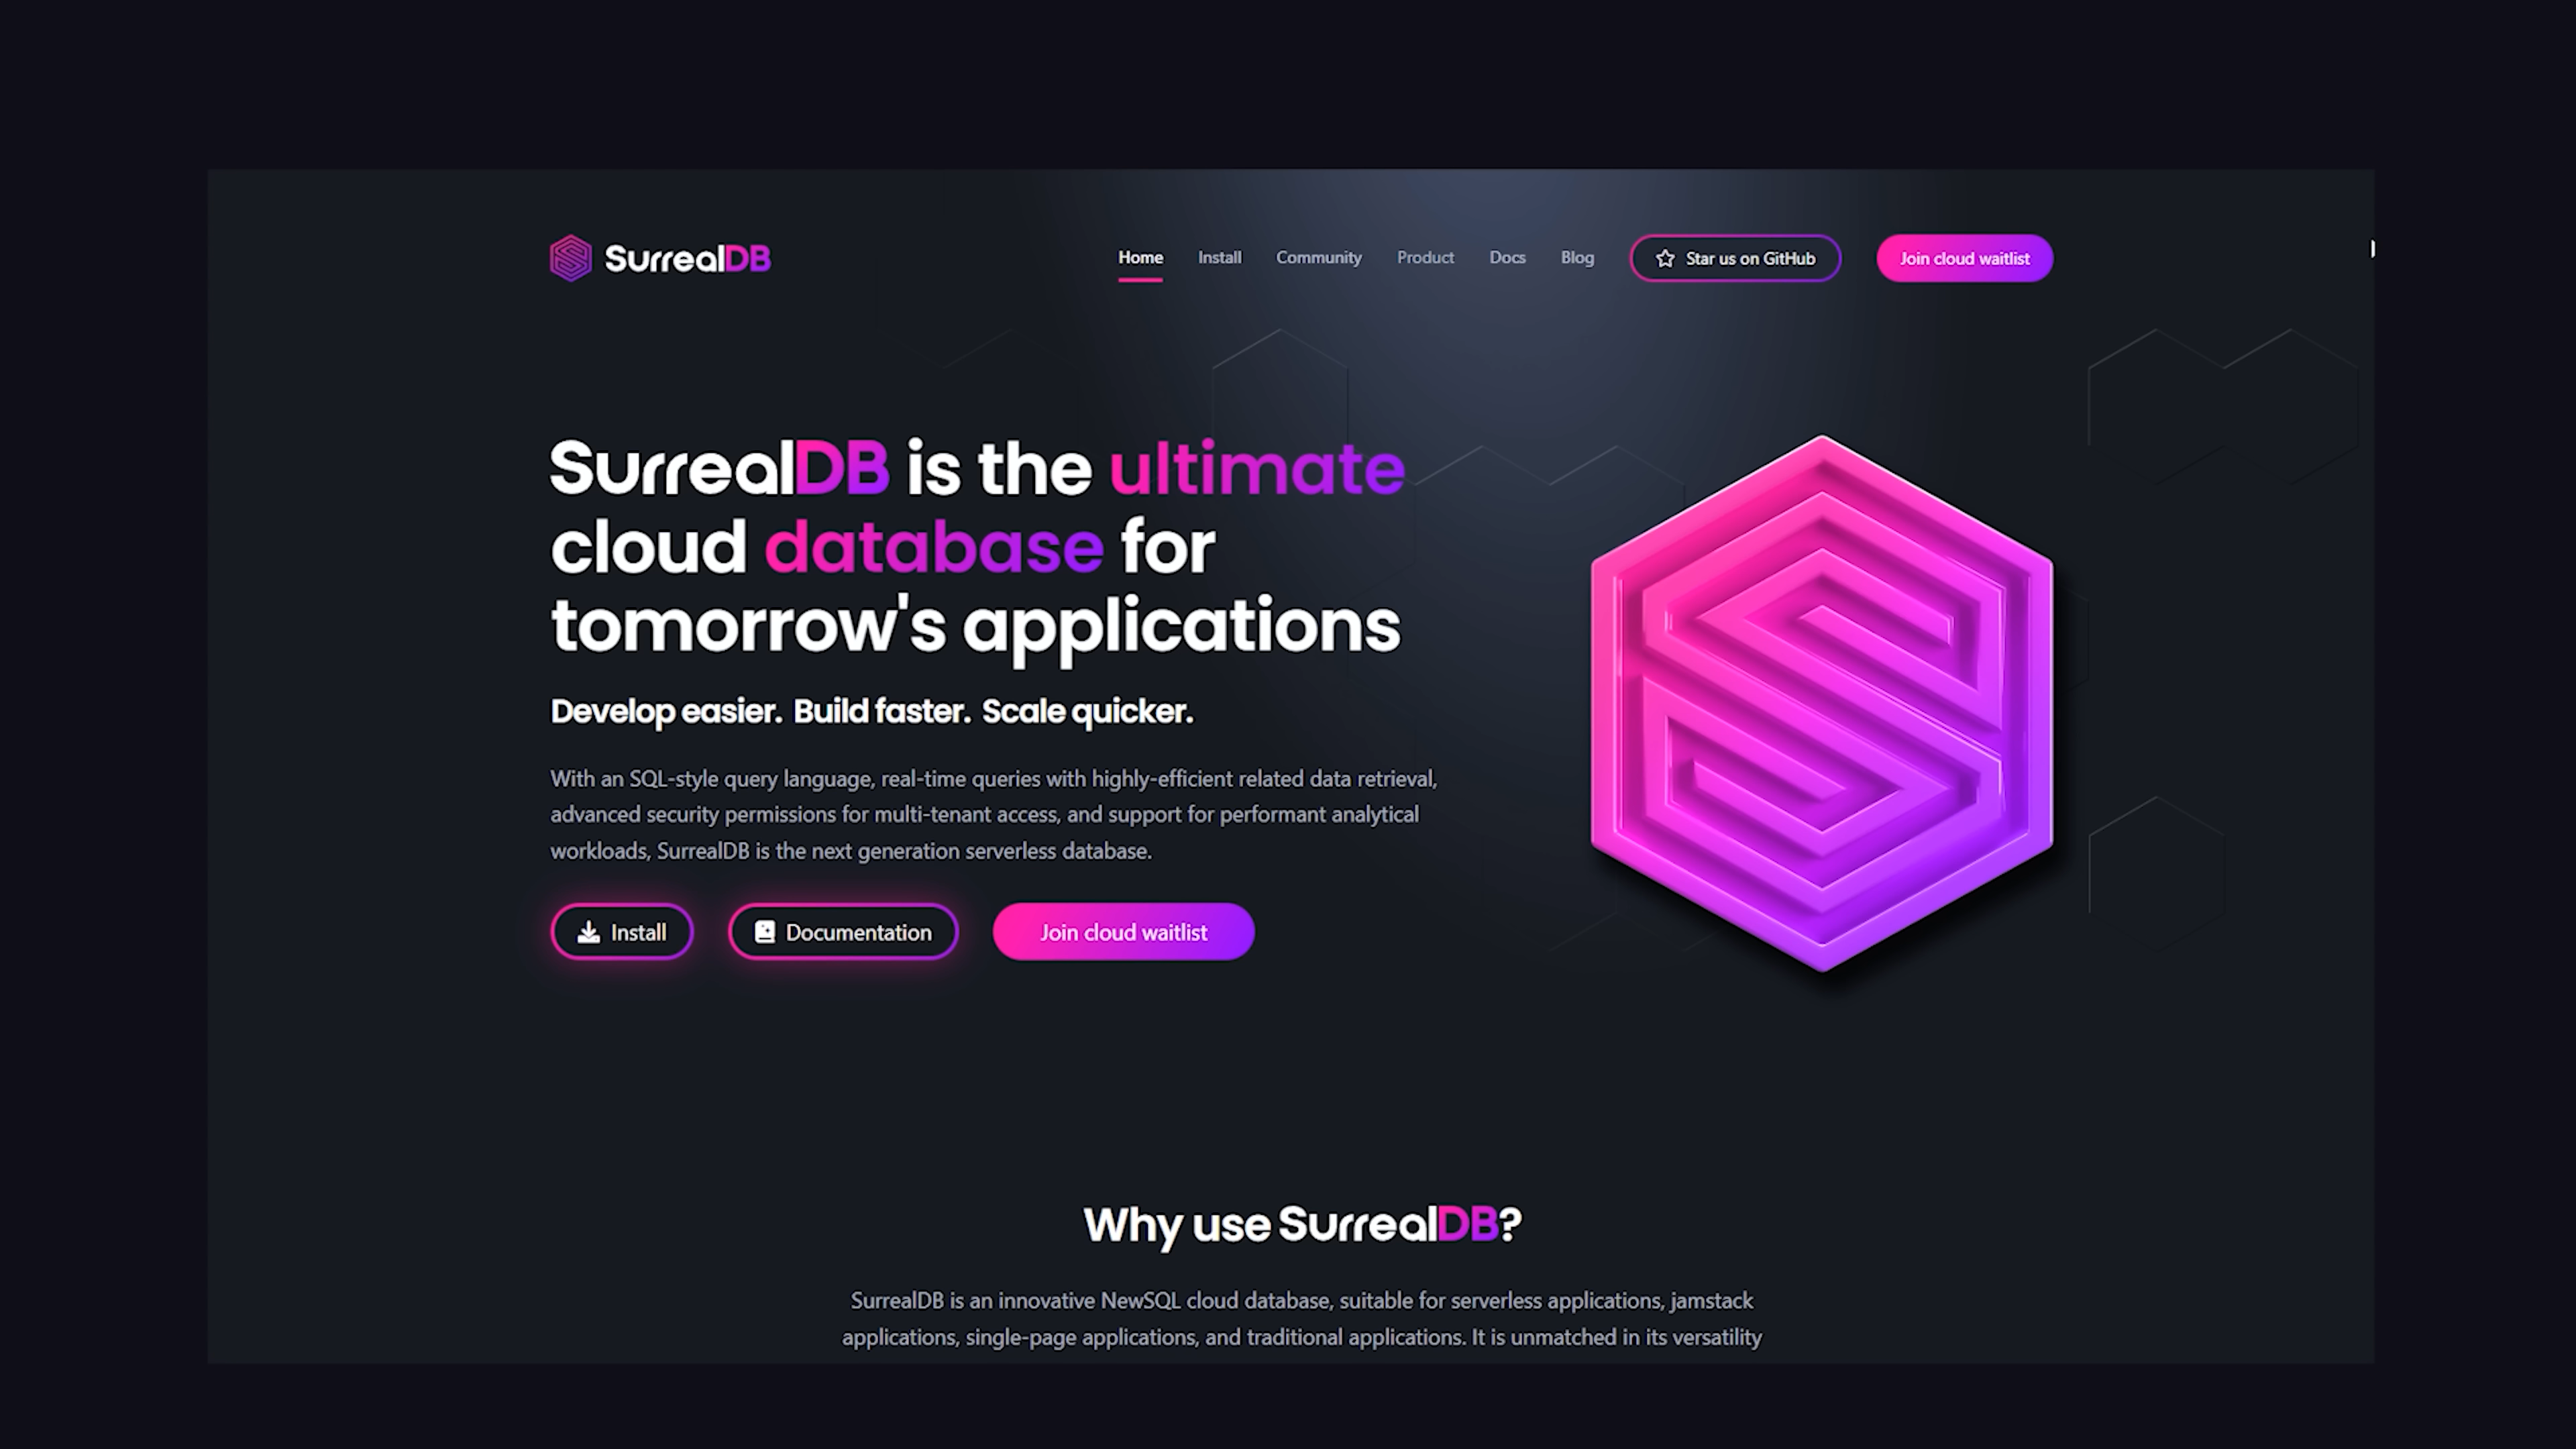 SurrealDB
Home Install Community Product Docs Blog Star us on GitHub Join cloud waitlist
SurrealDB is the ultimate
cloud database for
tomorrow's applications
Develop easier. Build faster. Scale quicker.
With an SQL-style query language, real-time queries with highly-efficient related data retrieval,
advanced security permissions for multi-tenant access, and support for performant analytical
workloads, SurrealDB is the next generation serverless database.
Install Documentation Join cloud waitlist
Why use SurrealDB?
SurrealDB is an innovative NewSQL cloud database, suitable for serverless applications, jamstack
applications, single-page applications, and traditional applications. It is unmatched in its versatility